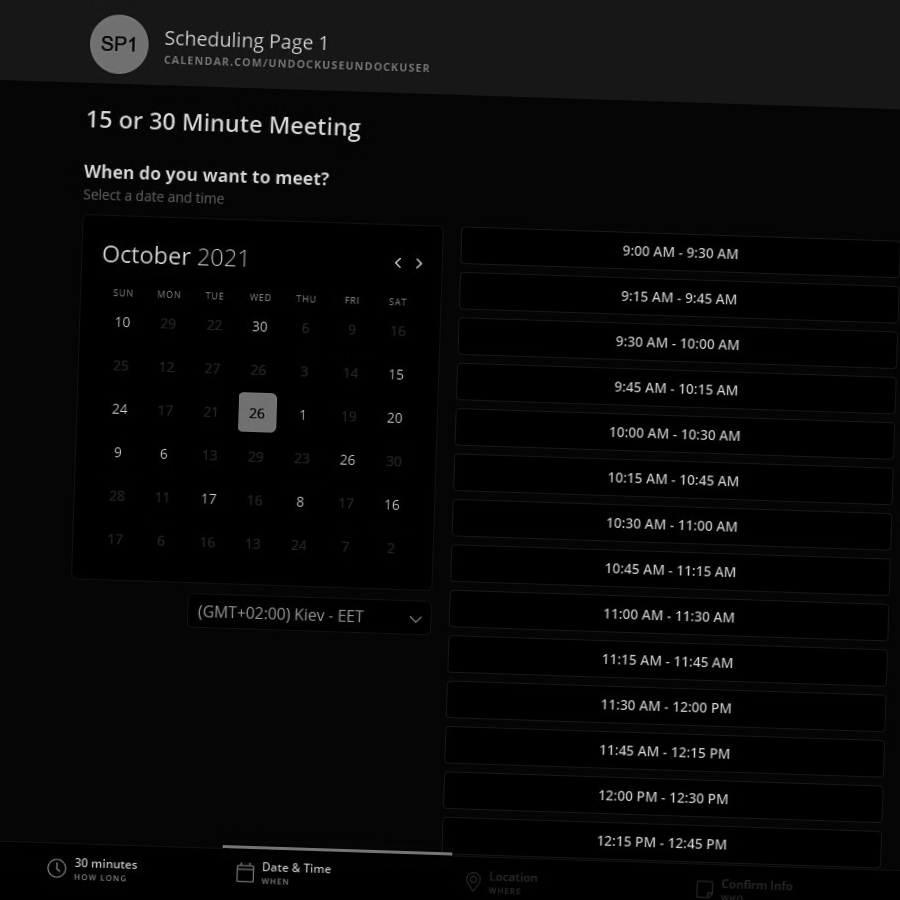 SP1
Scheduling Page 1
CALENDAR.COM/UNDOCKUSEUNDOCKUSER
15 or 30 Minute Meeting
When do you want to meet?
Select a date and time
October 2021
SUN MON TUE WED THU FRI SAT
10 29 22 30 6 9 16
25 12 27 26 3 14 15
24 17 21 26 1 19 20
9 6 13 29 23 26 30
28 11 17 16 8 17 16
17 6 16 13 24 7 2
(GMT+02:00) Kiev - EET
9:00 AM - 9:30 AM
9:15 AM - 9:45 AM
9:30 AM - 10:00 AM
9:45 AM - 10:15 AM
10:00 AM - 10:30 AM
10:15 AM - 10:45 AM
10:30 AM - 11:00 AM
10:45 AM - 11:15 AM
11:00 AM - 11:30 AM
11:15 AM - 11:45 AM
11:30 AM - 12:00 PM
11:45 AM - 12:15 PM
12:00 PM - 12:30 PM
12:15 PM - 12:45 PM
30 minutes
HOW LONG
Date & Time
WHEN
Location
WHERE
Confirm Info
WHO